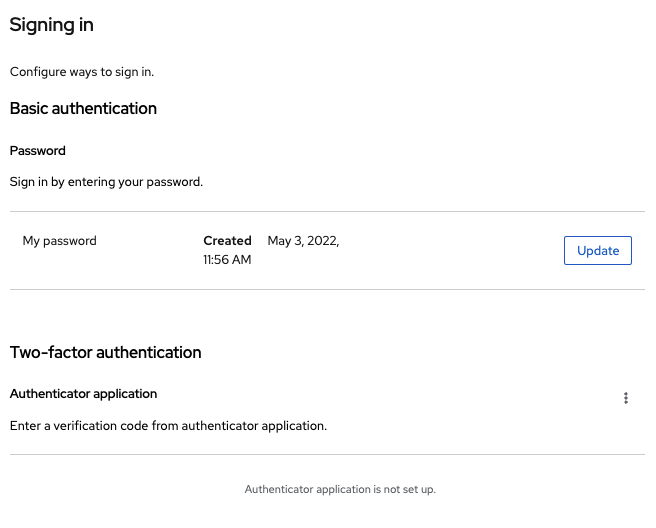 Signing in
Configure ways to sign in.
Basic authentication
Password
Sign in by entering your password.
My password Created May 3, 2022,
11:56 AM
Update
Two-factor authentication
Authenticator application
Enter a verification code from authenticator application.
Authenticator application is not set up.